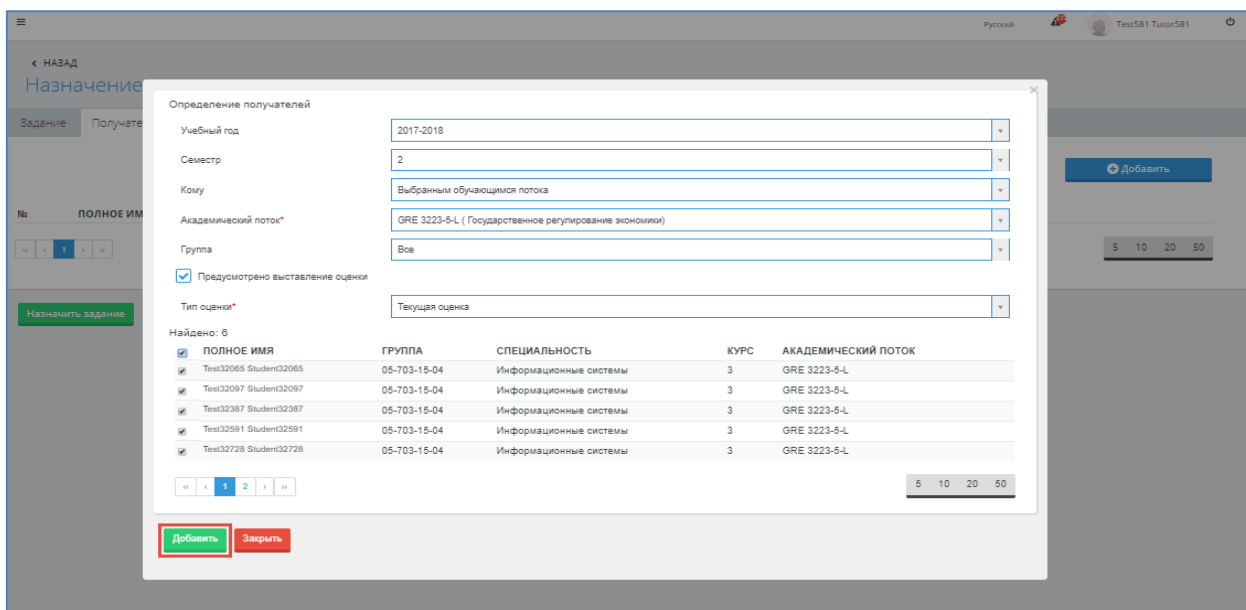 Русский Test581 Tutor581
НАЗАД
Назначение
Задание Получате
Добавить
№ ПОЛНОЕ ИМ
« ‹ 1 › »
5 10 20 50
Назначить задание
Определение получателей
Учебный год 2017-2018
Семестр 2
Кому Выбранным обучающимся потока
Академический поток* GRE 3223-5-L ( Государственное регулирование экономики)
Группа Все
Предусмотрено выставление оценки
Тип оценки* Текущая оценка
Найдено: 6
ПОЛНОЕ ИМЯ ГРУППА СПЕЦИАЛЬНОСТЬ КУРС АКАДЕМИЧЕСКИЙ ПОТОК
Test32065 Student32065 05-703-15-04 Информационные системы 3 GRE 3223-5-L
Test32097 Student32097 05-703-15-04 Информационные системы 3 GRE 3223-5-L
Test32387 Student32387 05-703-15-04 Информационные системы 3 GRE 3223-5-L
Test32591 Student32591 05-703-15-04 Информационные системы 3 GRE 3223-5-L
Test32728 Student32728 05-703-15-04 Информационные системы 3 GRE 3223-5-L
« ‹ 1 2 › » 5 10 20 50
Добавить Закрыть